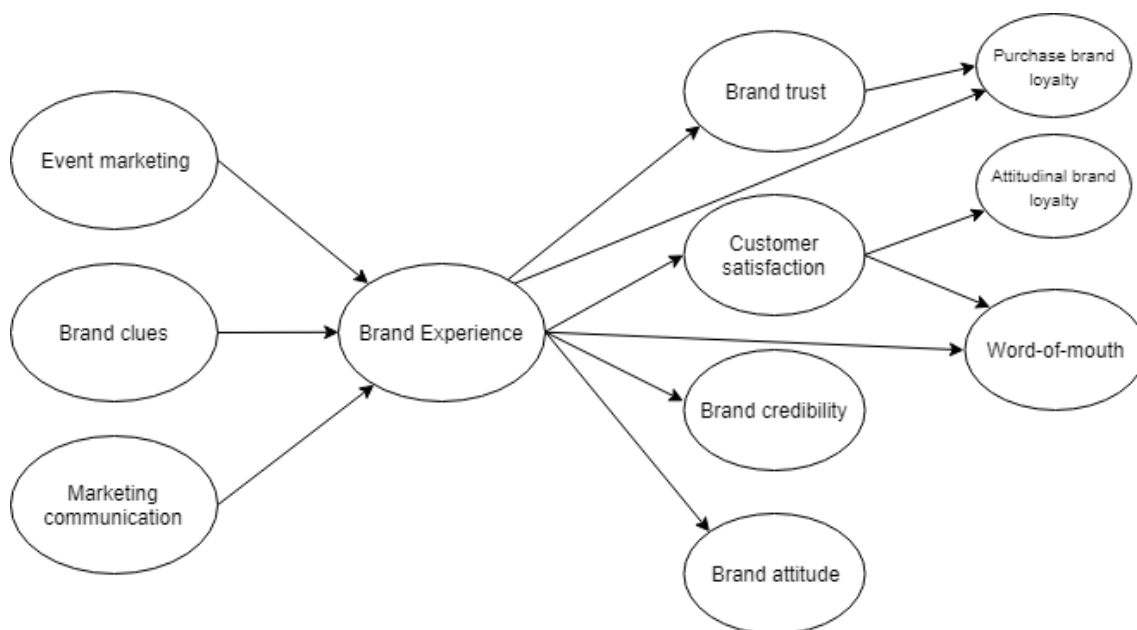 Event marketing
Brand clues
Marketing
communication
Brand Experience
Brand trust
Customer
satisfaction
Brand credibility
Brand attitude
Purchase brand
loyalty
Attitudinal brand
loyalty
Word-of-mouth